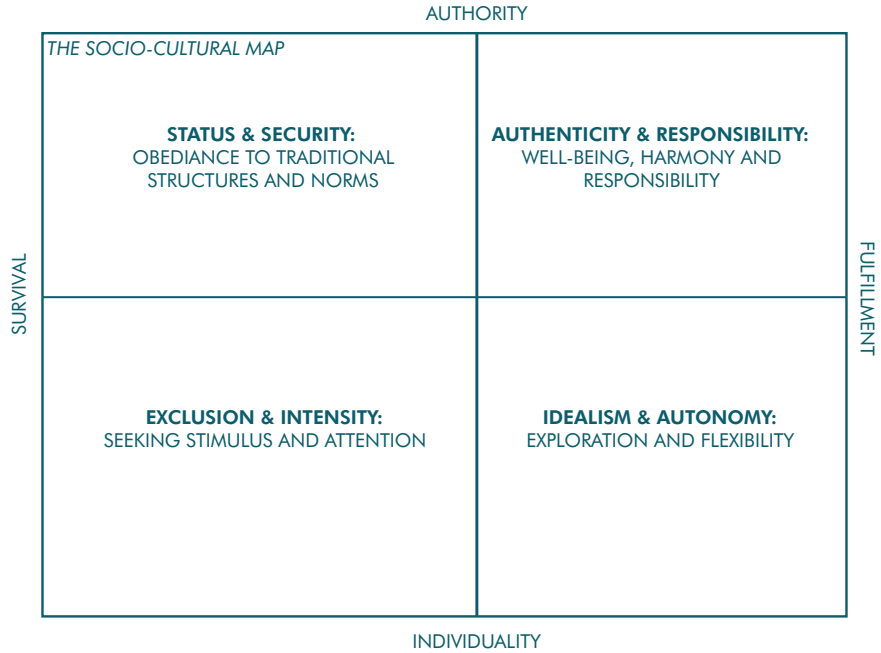 AUTHORITY
THE SOCIO-CULTURAL MAP
STATUS & SECURITY:
OBEDIANCE TO TRADITIONAL
STRUCTURES AND NORMS
AUTHENTICITY & RESPONSIBILITY:
WELL-BEING, HARMONY AND
RESPONSIBILITY
SURVIVAL
FULFILLMENT
EXCLUSION & INTENSITY:
SEEKING STIMULUS AND ATTENTION
IDEALISM & AUTONOMY:
EXPLORATION AND FLEXIBILITY
INDIVIDUALITY